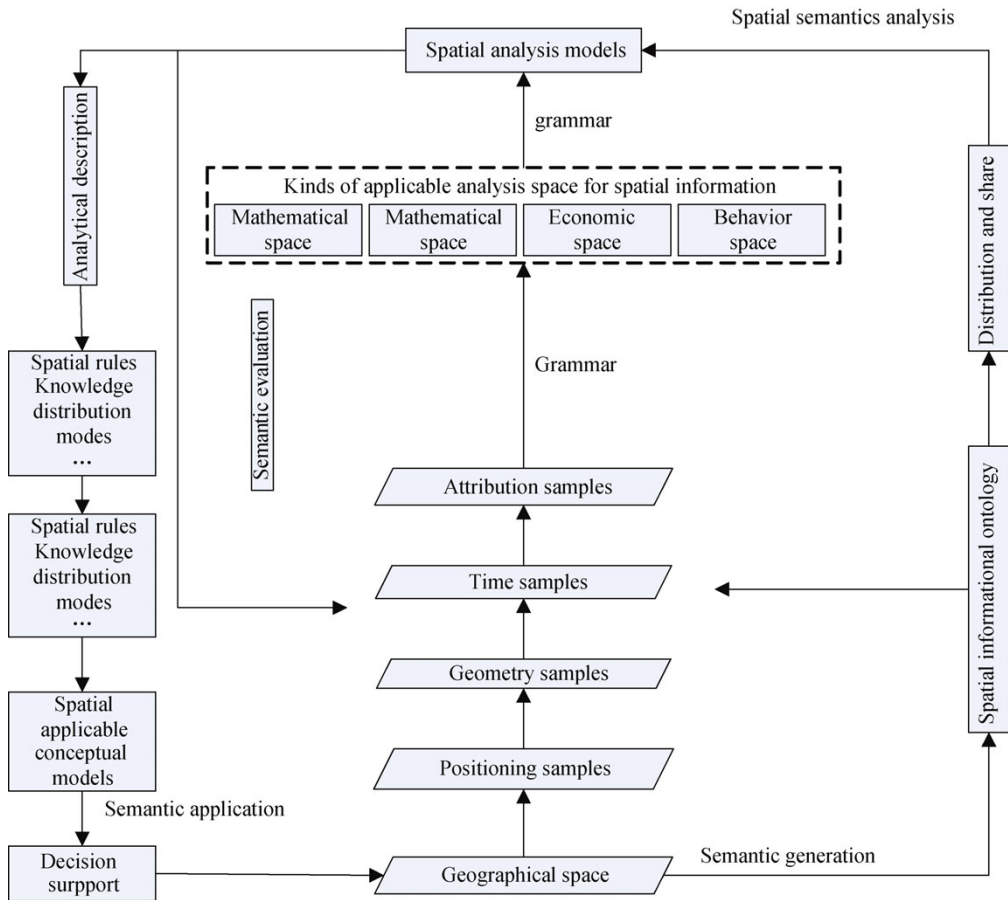 Spatial semantics analysis
Spatial analysis models
grammar
Analytical description
Kinds of applicable analysis space for spatial information
Mathematical
space
Mathematical
space
Economic
space
Behavior
space
Distribution and share
Semantic evaluation
Grammar
Spatial rules
Knowledge
distribution
modes
...
Attribution samples
Spatial rules
Knowledge
distribution
modes
...
Time samples
Spatial informational ontology
Geometry samples
Spatial
applicable
conceptual
models
Positioning samples
Semantic application
Decision
surpport
Geographical space
Semantic generation